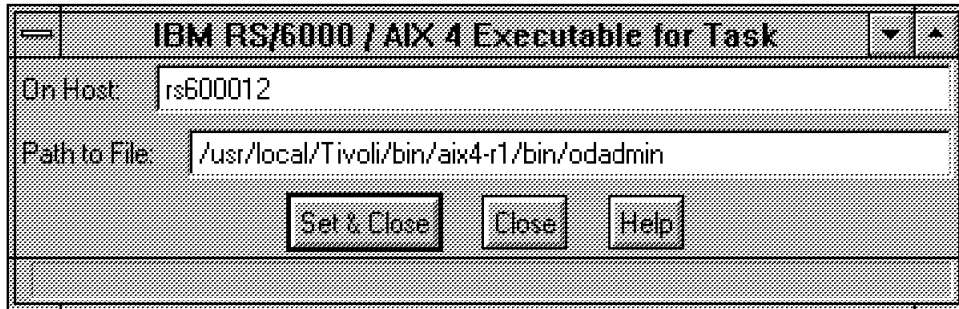 IBM RS/6000 / AIX 4 Executable for Task
On Host: rs600012
Path to File: /usr/local/Tivoli/bin/aix4-r1/bin/odadmin
Set & Close Close Help